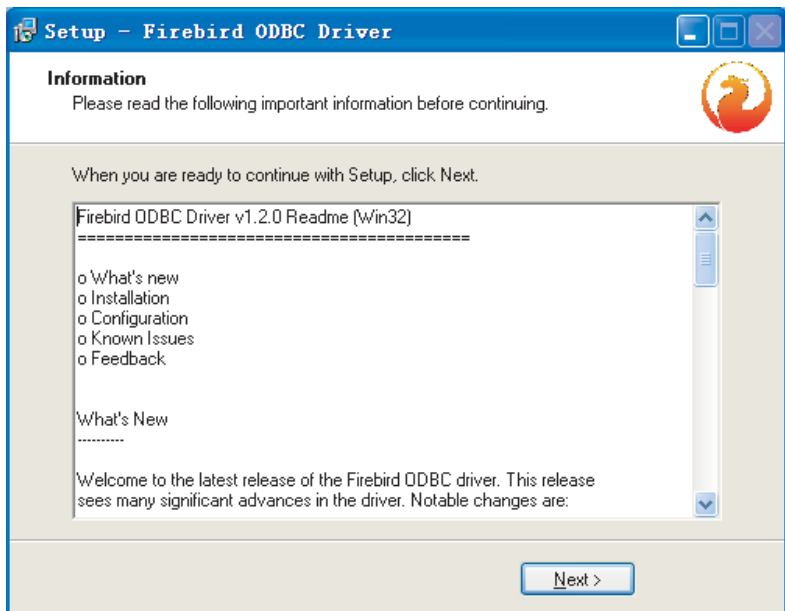 Setup - Firebird ODBC Driver
Information
Please read the following important information before continuing.
When you are ready to continue with Setup, click Next.
Firebird ODBC Driver v1.2.0 Readme (Win32)
==========================================
o What's new
o Installation
o Configuration
o Known Issues
o Feedback
What's New
----------
Welcome to the latest release of the Firebird ODBC driver. This release
sees many significant advances in the driver. Notable changes are:
Next >